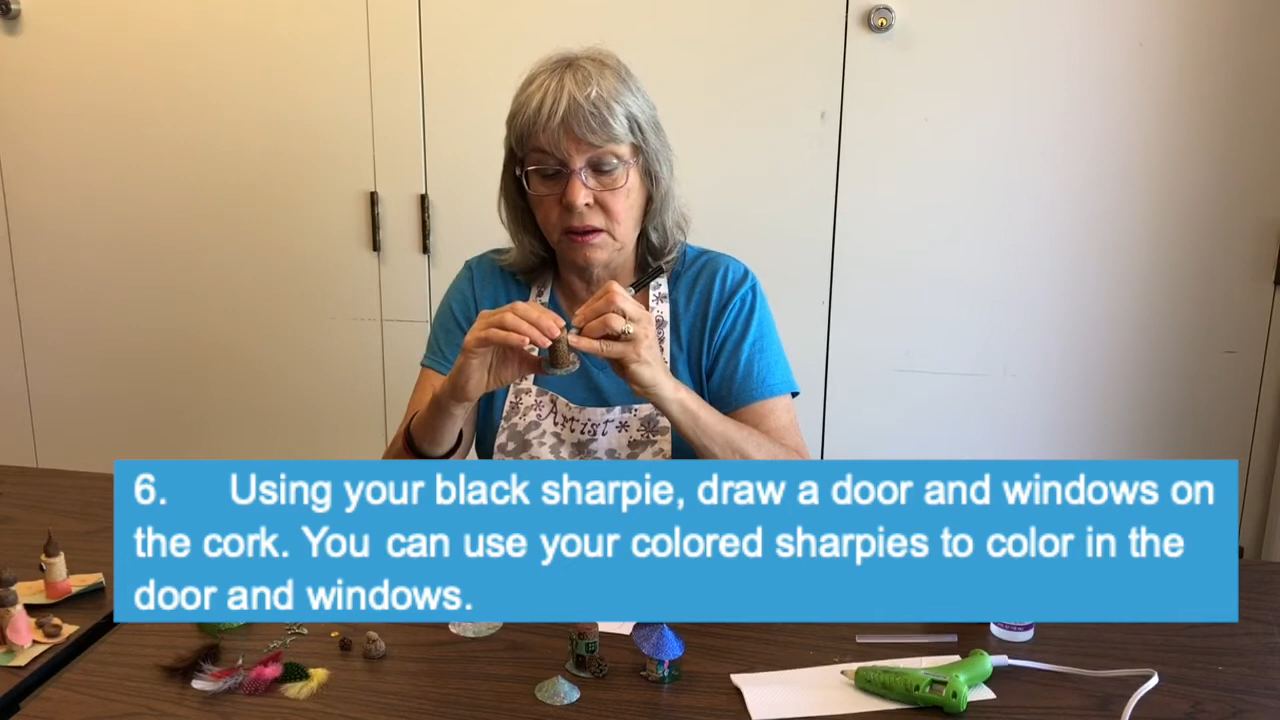 Artist
6. Using your black sharpie, draw a door and windows on
the cork. You can use your colored sharpies to color in the
door and windows.